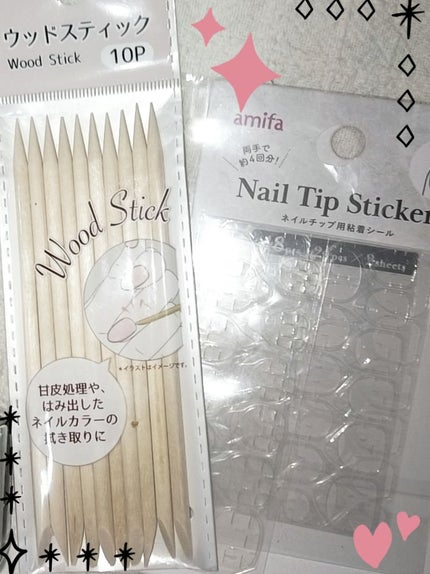 ウッドスティック
Wood Stick 10P
Wood Stick
*イラストはイメージです。
甘皮処理や、
はみ出した
ネイルカラーの
拭き取りに
amifa
両手で
約4回分!
Nail Tip Sticker
ネイルチップ用粘着シール
sheets